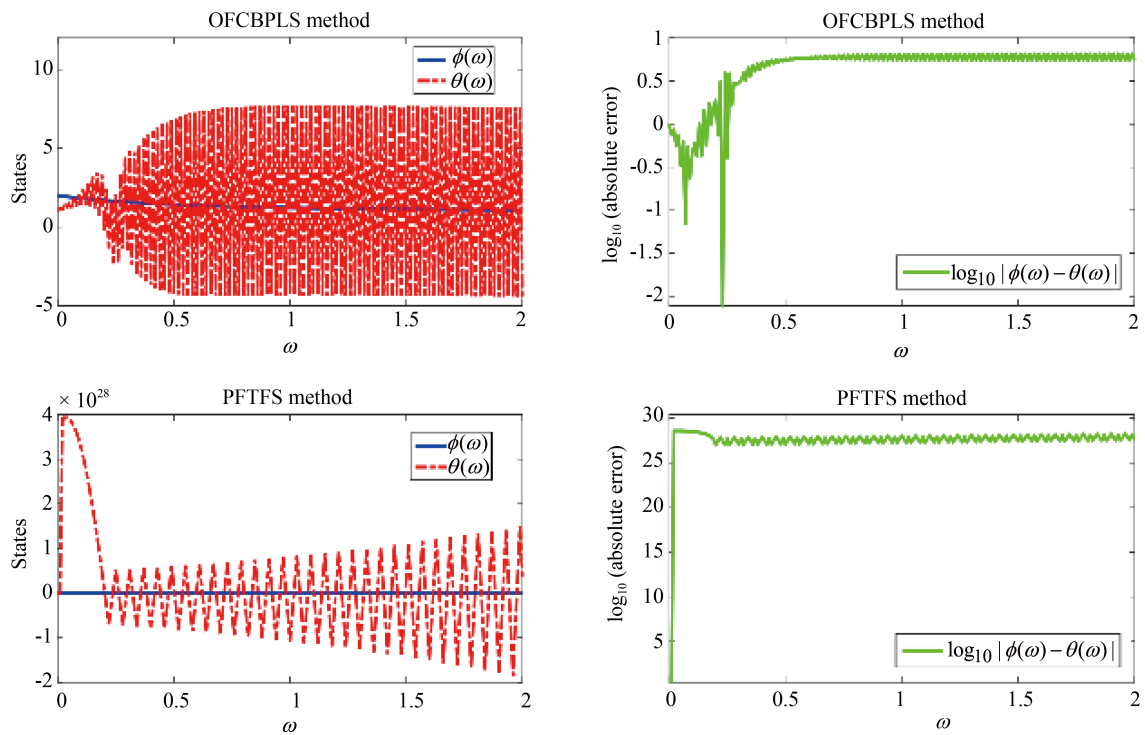 OFCBPLS method
10
5
0
-5
States
ϕ(ω)
θ(ω)
0 0.5 1 1.5 2
ω
OFCBPLS method
1
0.5
0
-0.5
-1
-1.5
-2
log₁₀ (absolute error)
log₁₀ | ϕ(ω) − θ(ω) |
0 0.5 1 1.5 2
ω
PFTFS method
× 10²⁸
4
3
2
1
0
-1
-2
States
ϕ(ω)
θ(ω)
0 0.5 1 1.5 2
ω
PFTFS method
30
25
20
15
10
5
log₁₀ (absolute error)
log₁₀ | ϕ(ω) − θ(ω) |
0 0.5 1 1.5 2
ω